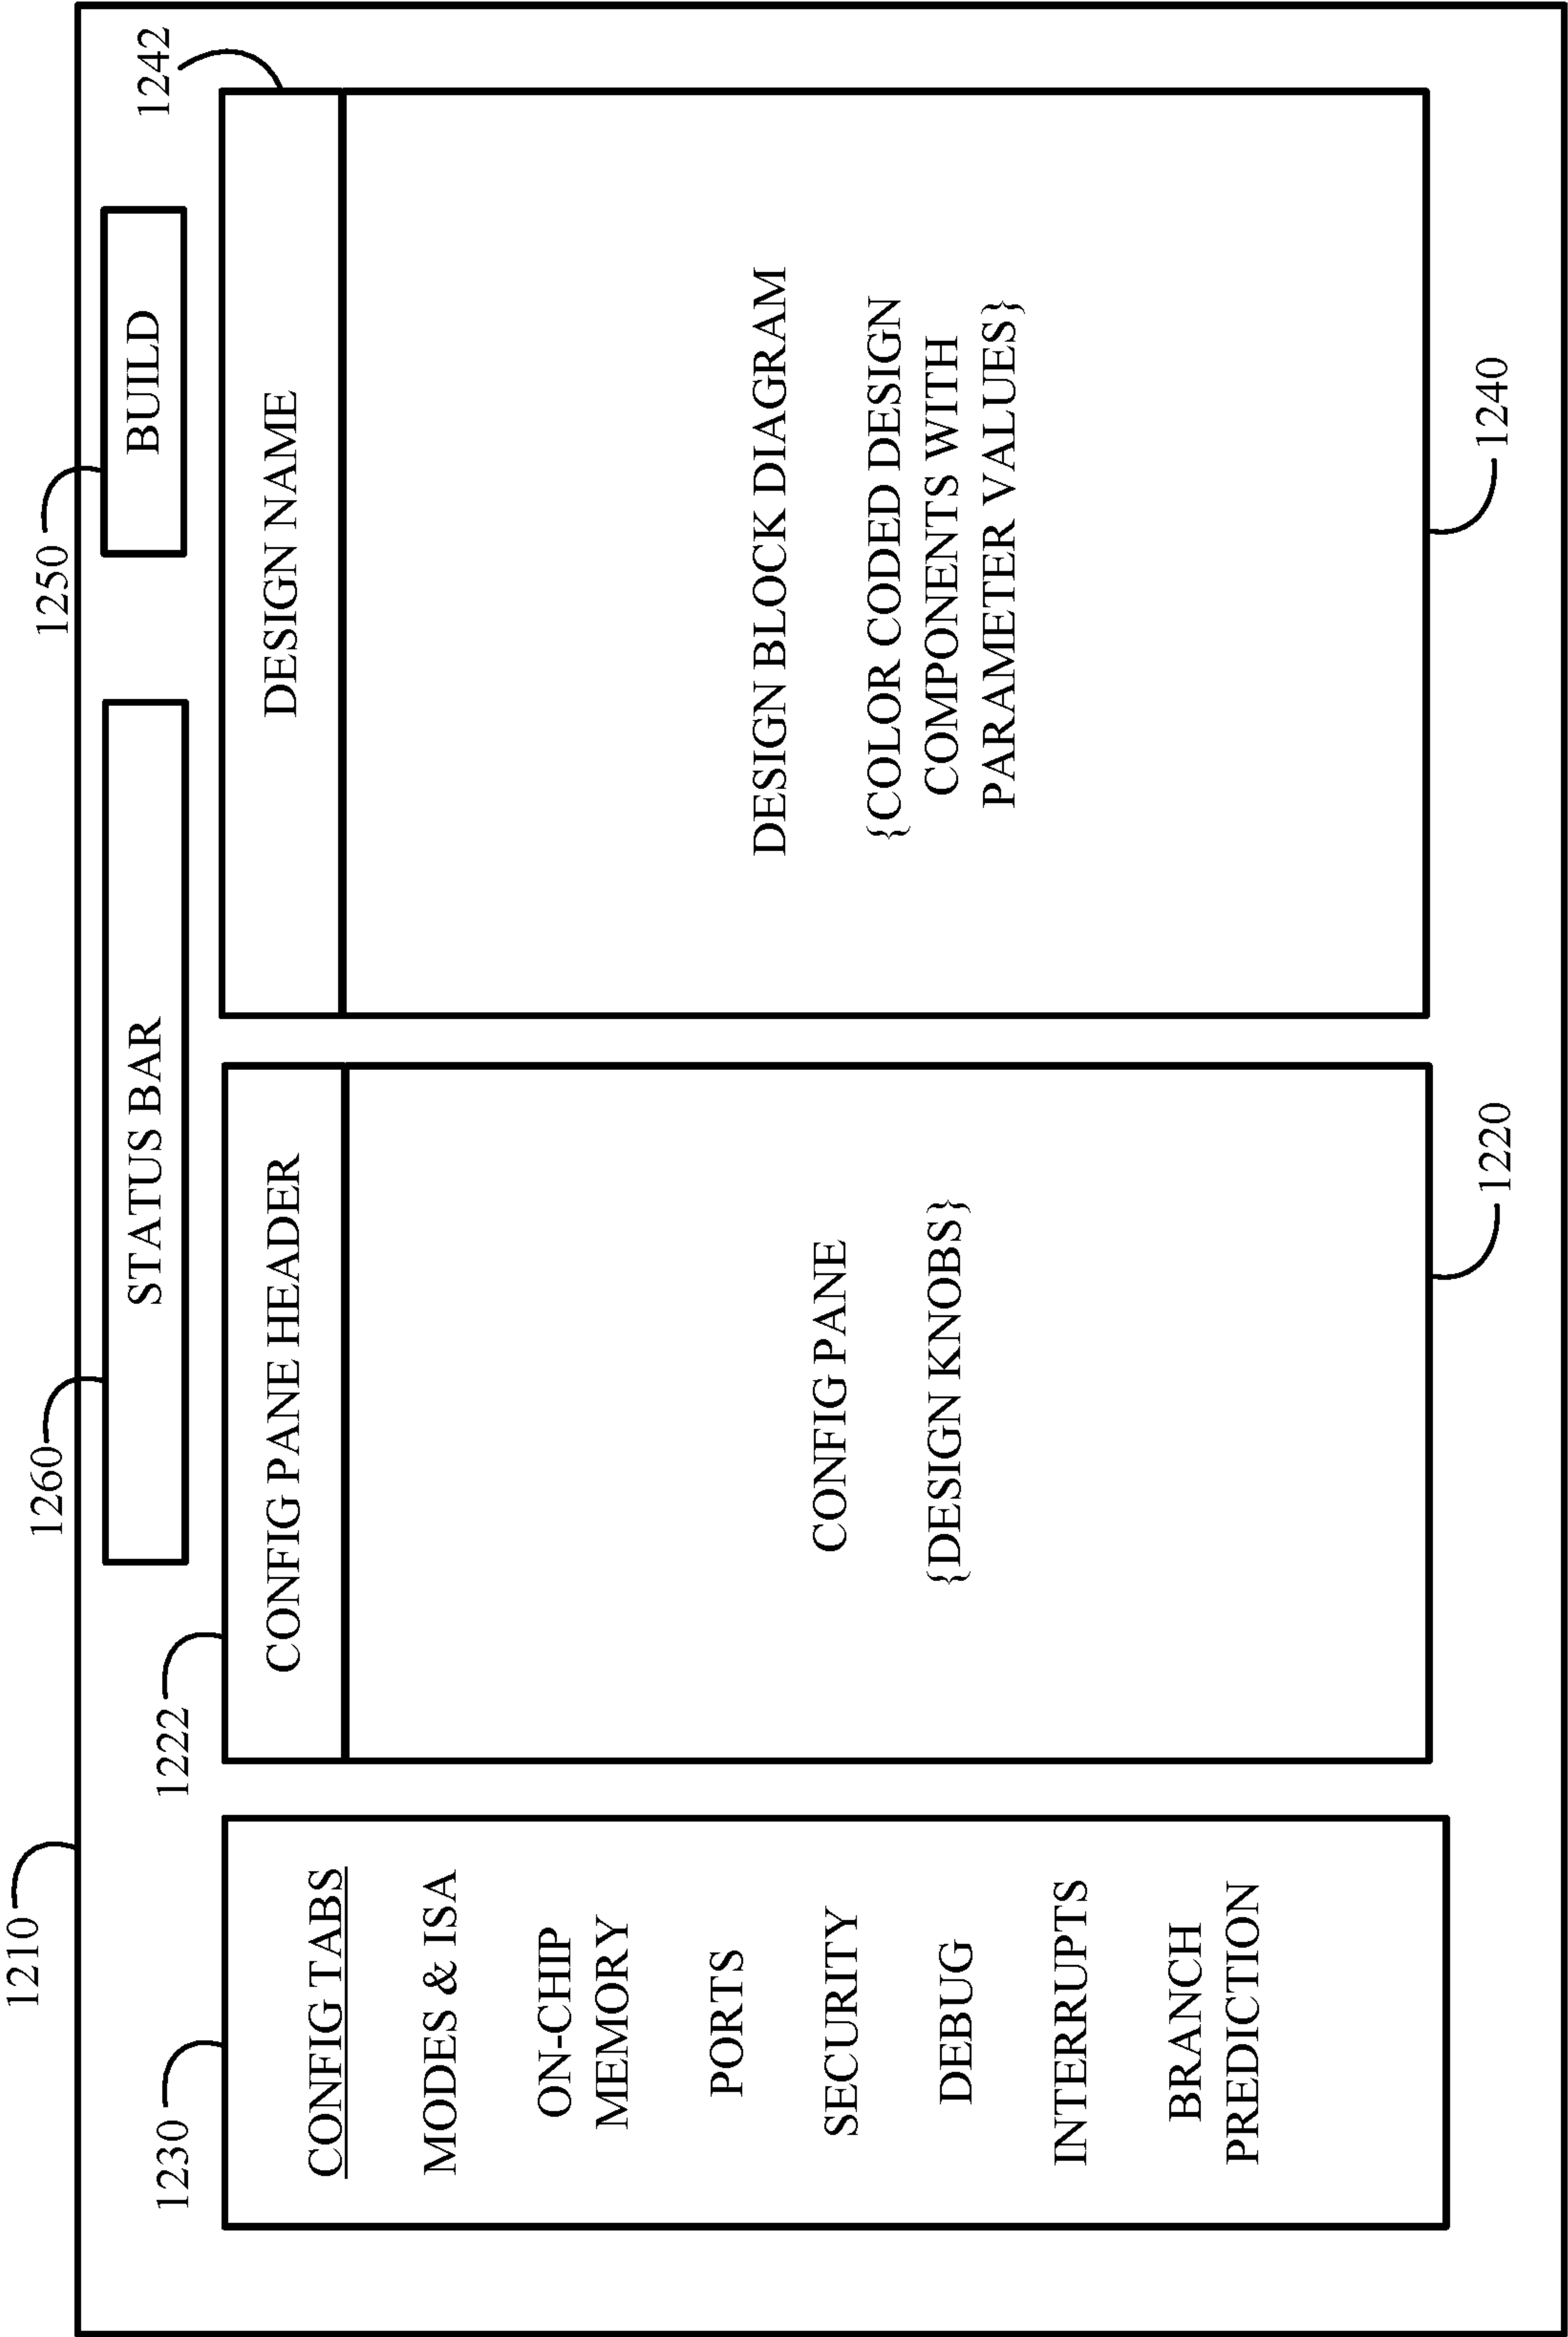 1210
1260
1250
STATUS BAR
BUILD
1230
CONFIG TABS
MODES & ISA
ON-CHIP
MEMORY
PORTS
SECURITY
DEBUG
INTERRUPTS
BRANCH
PREDICTION
1222
CONFIG PANE HEADER
CONFIG PANE
{DESIGN KNOBS}
1220
1242
DESIGN NAME
DESIGN BLOCK DIAGRAM
{COLOR CODED DESIGN
COMPONENTS WITH
PARAMETER VALUES}
1240